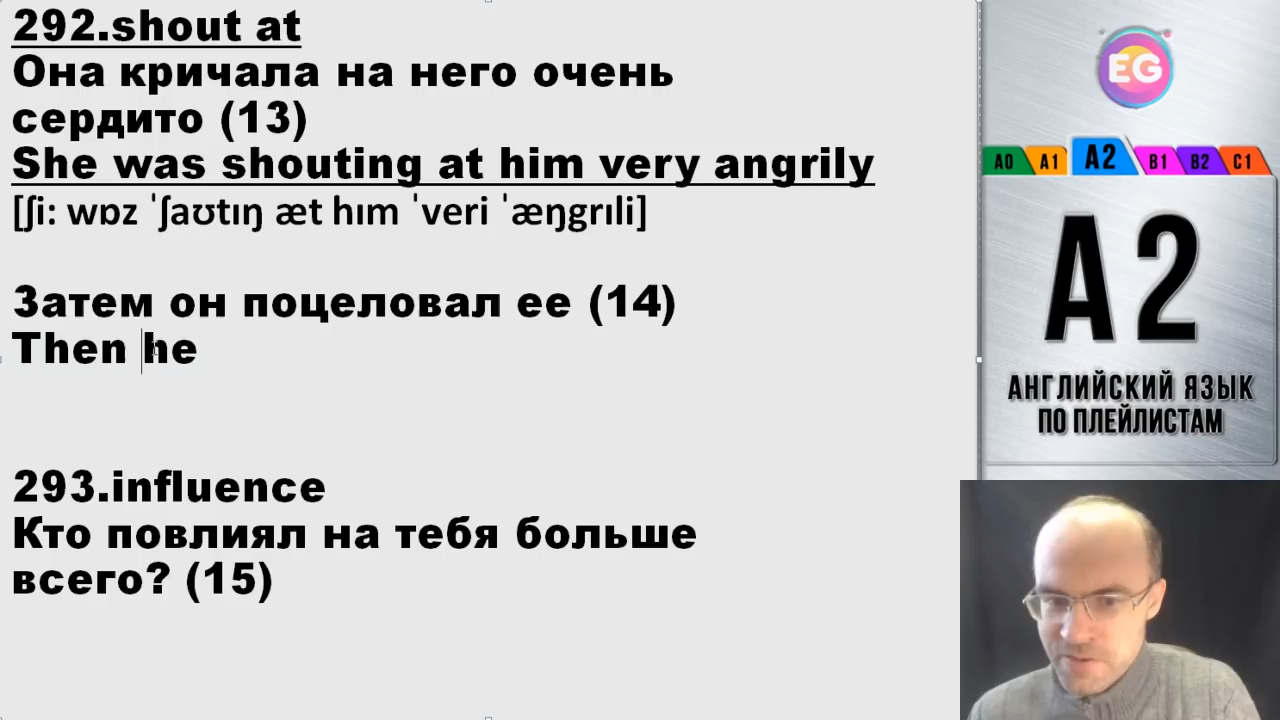 292.shout at
Она кричала на него очень
сердито (13)
She was shouting at him very angrily
[ʃi: wɒz ˈʃaʊtɪŋ æt hɪm ˈveri ˈæŋgrɪli]
Затем он поцеловал ее (14)
Then he
293.influence
Кто повлиял на тебя больше
всего? (15)
EG
A0 A1 A2 B1 B2 C1
A2
АНГЛИЙСКИЙ ЯЗЫК
ПО ПЛЕЙЛИСТАМ